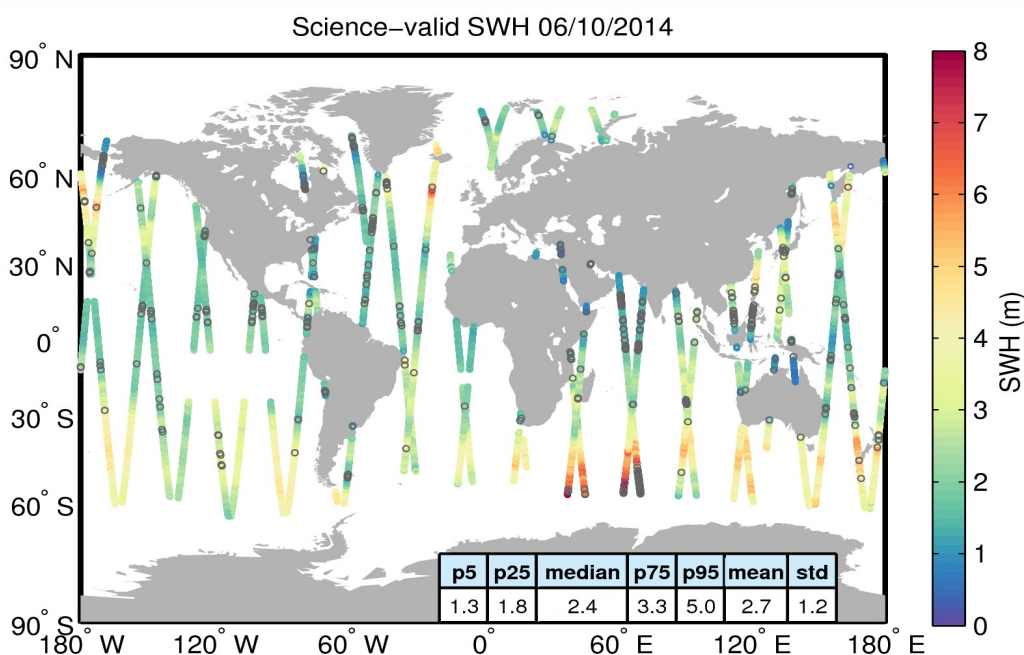 Science−valid SWH 06/10/2014
90° N
60° N
30° N
0°
30° S
60° S
90° S
180° W
120° W
60° W
0°
60° E
120° E
180° E
p5 p25 median p75 p95 mean std
1.3 1.8 2.4 3.3 5.0 2.7 1.2
8
7
6
5
4
3
2
1
0
SWH (m)